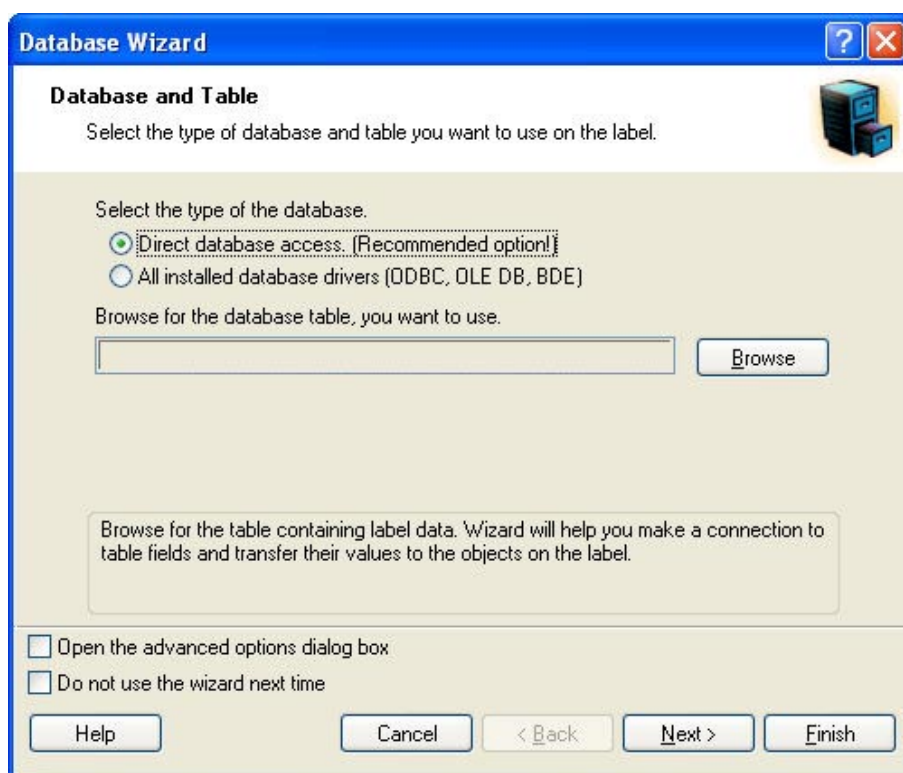 Database Wizard
Database and Table
Select the type of database and table you want to use on the label.
Select the type of the database.
Direct database access. (Recommended option!)
All installed database drivers (ODBC, OLE DB, BDE)
Browse for the database table, you want to use.
Browse
Browse for the table containing label data. Wizard will help you make a connection to
table fields and transfer their values to the objects on the label.
Open the advanced options dialog box
Do not use the wizard next time
Help Cancel < Back Next > Finish